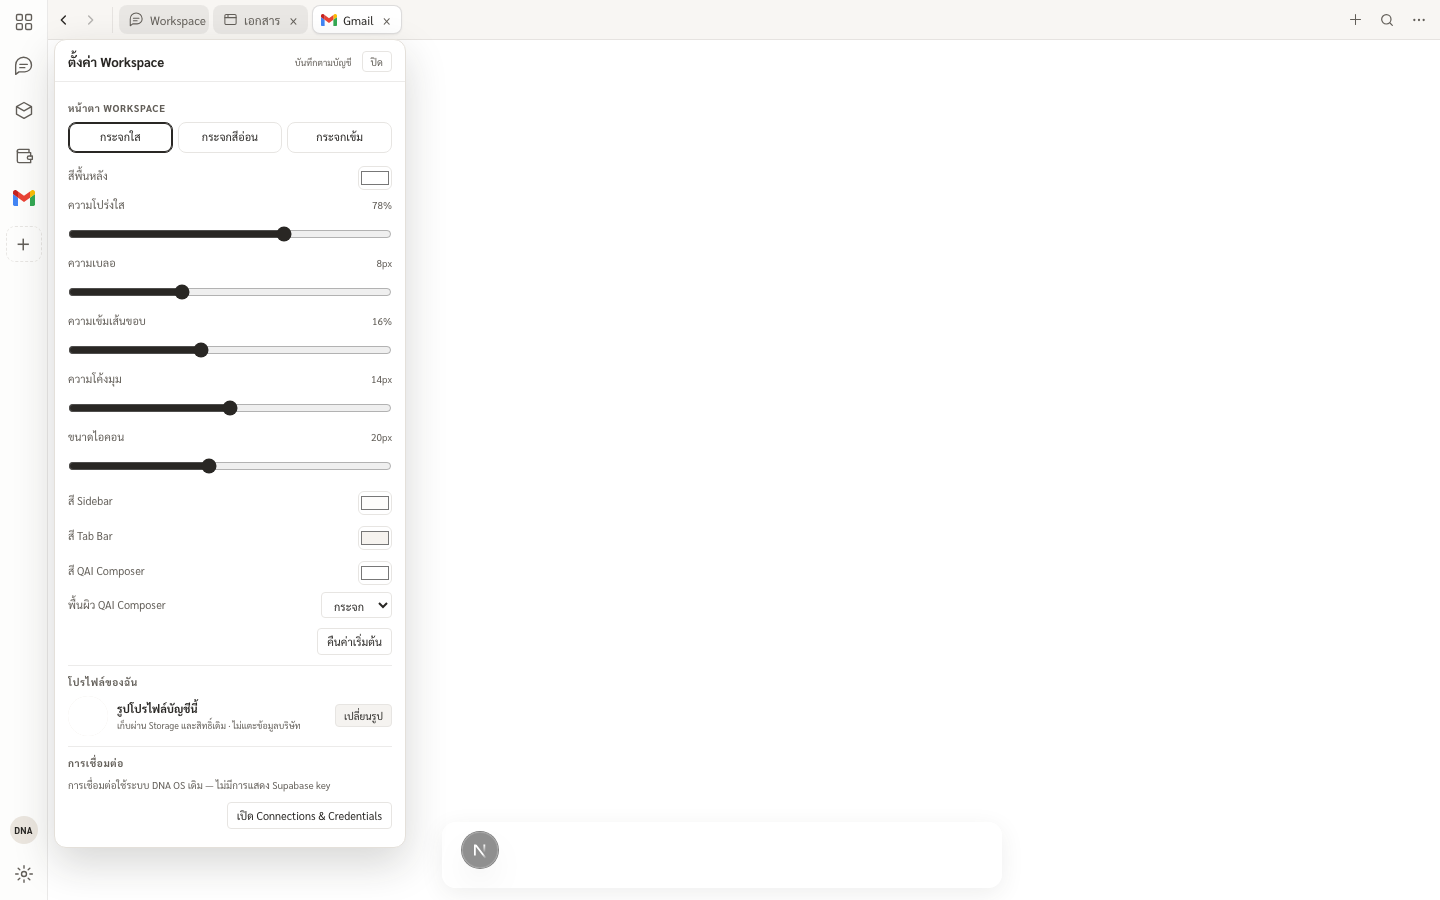 Workspace
เอกสาร
Gmail
ตั้งค่า Workspace
บันทึกตามบัญชี
ปิด
หน้าตา WORKSPACE
กระจกใส
กระจกสีอ่อน
กระจกเข้ม
สีพื้นหลัง
ความโปร่งใส
78%
ความเบลอ
8px
ความเข้มเส้นขอบ
16%
ความโค้งมุม
14px
ขนาดไอคอน
20px
สี Sidebar
สี Tab Bar
สี QAI Composer
พื้นผิว QAI Composer
กระจก
คืนค่าเริ่มต้น
โปรไฟล์ของฉัน
รูปโปรไฟล์บัญชีนี้
เก็บผ่าน Storage และสิทธิ์เดิม · ไม่แตะข้อมูลบริษัท
เปลี่ยนรูป
การเชื่อมต่อ
การเชื่อมต่อใช้ระบบ DNA OS เดิม — ไม่มีการแสดง Supabase key
เปิด Connections & Credentials
DNA
N